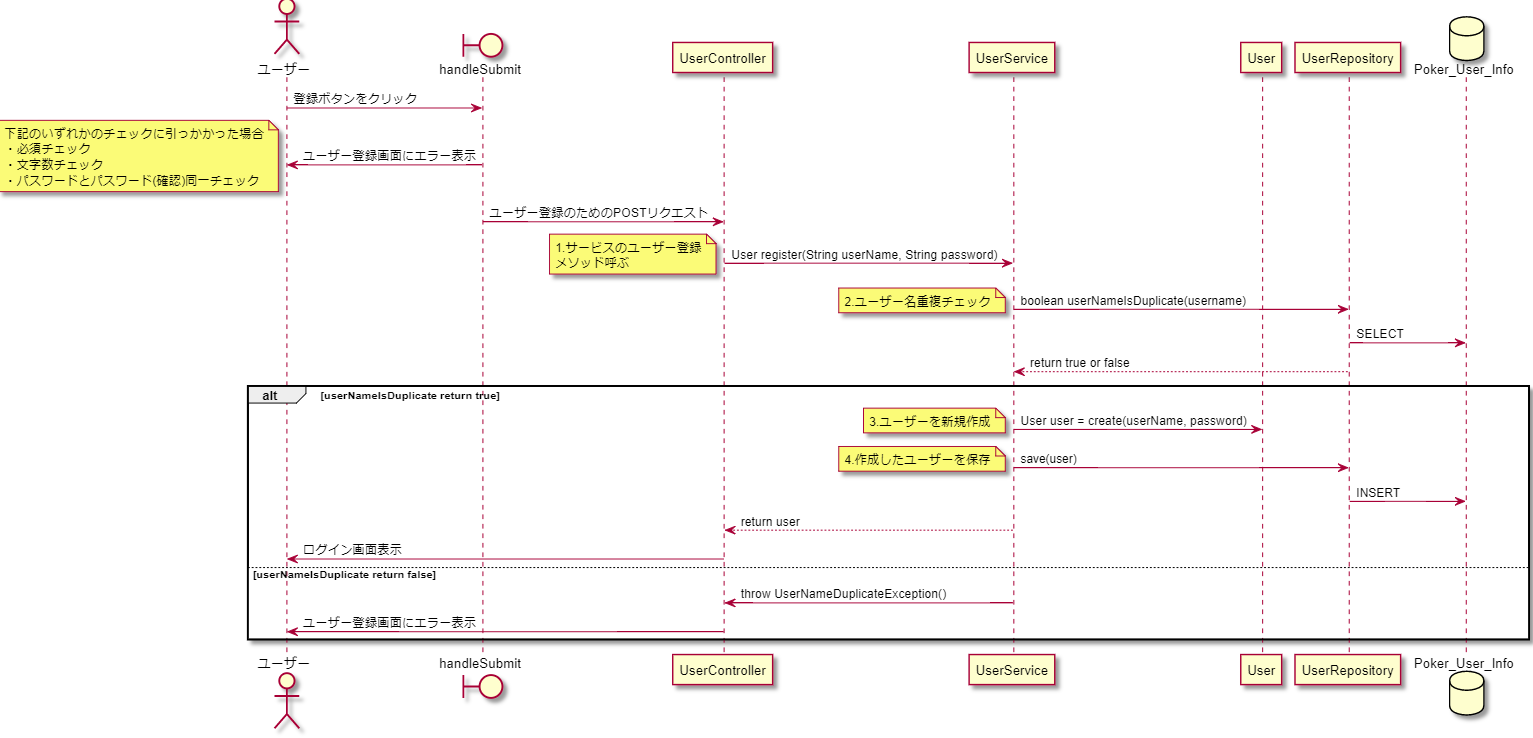 ユーザー
handleSubmit
UserController
UserService
User
UserRepository
Poker_User_Info
登録ボタンをクリック
下記のいずれかのチェックに引っかかった場合
・必須チェック
・文字数チェック
・パスワードとパスワード(確認)同一チェック
ユーザー登録画面にエラー表示
ユーザー登録のためのPOSTリクエスト
1.サービスのユーザー登録
メソッド呼ぶ
User register(String userName, String password)
2.ユーザー名重複チェック
boolean userNameIsDuplicate(username)
SELECT
return true or false
alt
[userNameIsDuplicate return true]
3.ユーザーを新規作成
User user = create(userName, password)
4.作成したユーザーを保存
save(user)
INSERT
return user
ログイン画面表示
[userNameIsDuplicate return false]
throw UserNameDuplicateException()
ユーザー登録画面にエラー表示
ユーザー
handleSubmit
UserController
UserService
User
UserRepository
Poker_User_Info